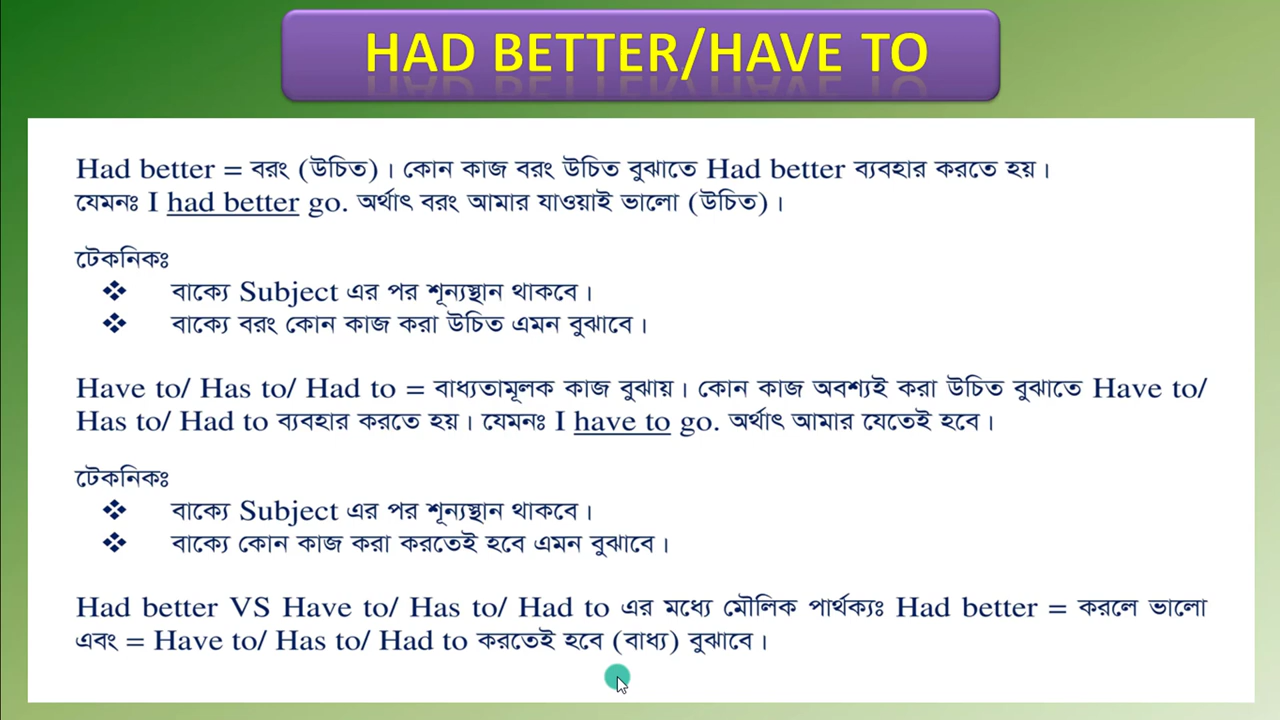 HAD BETTER/HAVE TO
Had better = বরং (উচিত)। কোন কাজ বরং উচিত বুঝাতে Had better ব্যবহার করতে হয়।
যেমনঃ I had better go. অর্থাৎ বরং আমার যাওয়াই ভালো (উচিত)।
টেকনিকঃ
❖ বাক্যে Subject এর পর শূন্যস্থান থাকবে।
❖ বাক্যে বরং কোন কাজ করা উচিত এমন বুঝাবে।
Have to/ Has to/ Had to = বাধ্যতামূলক কাজ বুঝায়। কোন কাজ অবশ্যই করা উচিত বুঝাতে Have to/
Has to/ Had to ব্যবহার করতে হয়। যেমনঃ I have to go. অর্থাৎ আমার যেতেই হবে।
টেকনিকঃ
❖ বাক্যে Subject এর পর শূন্যস্থান থাকবে।
❖ বাক্যে কোন কাজ করা করতেই হবে এমন বুঝাবে।
Had better VS Have to/ Has to/ Had to এর মধ্যে মৌলিক পার্থক্যঃ Had better = করলে ভালো
এবং = Have to/ Has to/ Had to করতেই হবে (বাধ্য) বুঝাবে।